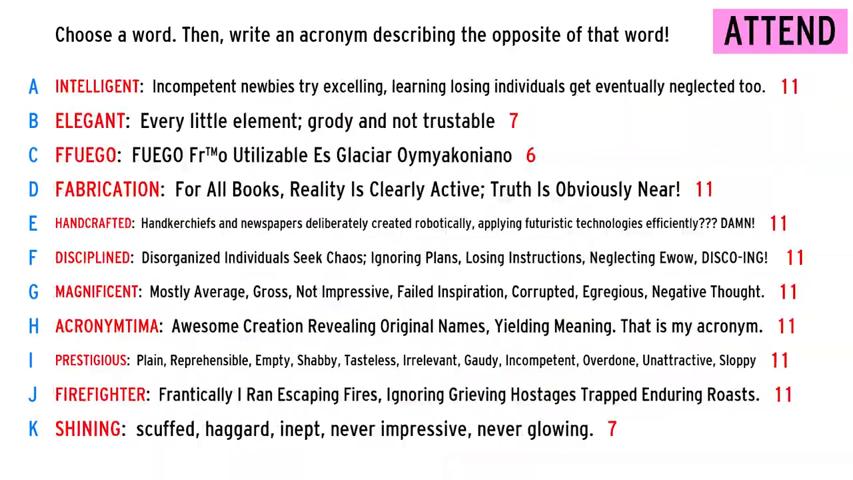 Choose a word. Then, write an acronym describing the opposite of that word!
ATTEND
A INTELLIGENT: Incompetent newbies try excelling, learning losing individuals get eventually neglected too. 11
B ELEGANT: Every little element; grody and not trustable 7
C FFUEGO: FUEGO Fr™o Utilizable Es Glaciar Oymyakoniano 6
D FABRICATION: For All Books, Reality Is Clearly Active; Truth Is Obviously Near! 11
E HANDCRAFTED: Handkerchiefs and newspapers deliberately created robotically, applying futuristic technologies efficiently??? DAMN! 11
F DISCIPLINED: Disorganized Individuals Seek Chaos; Ignoring Plans, Losing Instructions, Neglecting Ewow, DISCO-ING! 11
G MAGNIFICENT: Mostly Average, Gross, Not Impressive, Failed Inspiration, Corrupted, Egregious, Negative Thought. 11
H ACRONYMTIMA: Awesome Creation Revealing Original Names, Yielding Meaning. That is my acronym. 11
I PRESTIGIOUS: Plain, Reprehensible, Empty, Shabby, Tasteless, Irrelevant, Gaudy, Incompetent, Overdone, Unattractive, Sloppy 11
J FIREFIGHTER: Frantically I Ran Escaping Fires, Ignoring Grieving Hostages Trapped Enduring Roasts. 11
K SHINING: scuffed, haggard, inept, never impressive, never glowing. 7